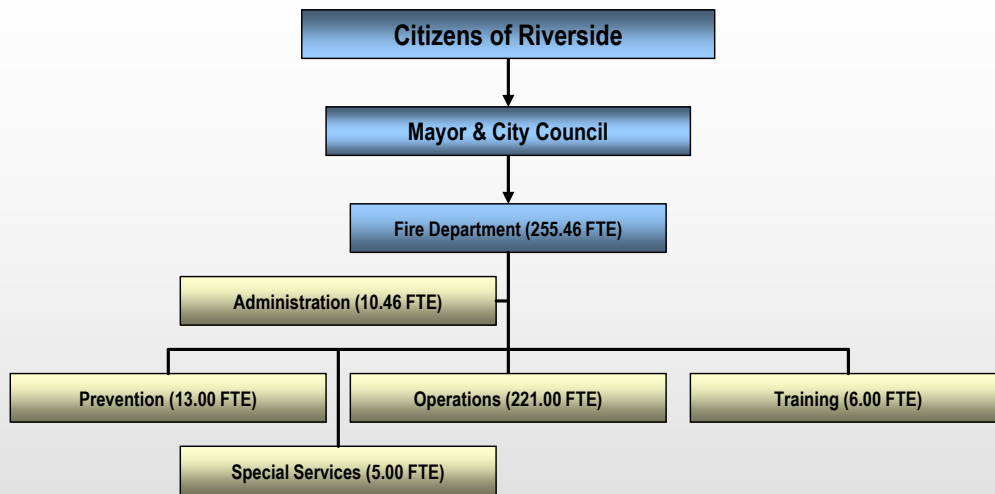 Citizens of Riverside
Mayor & City Council
Fire Department (255.46 FTE)
Administration (10.46 FTE)
Prevention (13.00 FTE)
Operations (221.00 FTE)
Training (6.00 FTE)
Special Services (5.00 FTE)